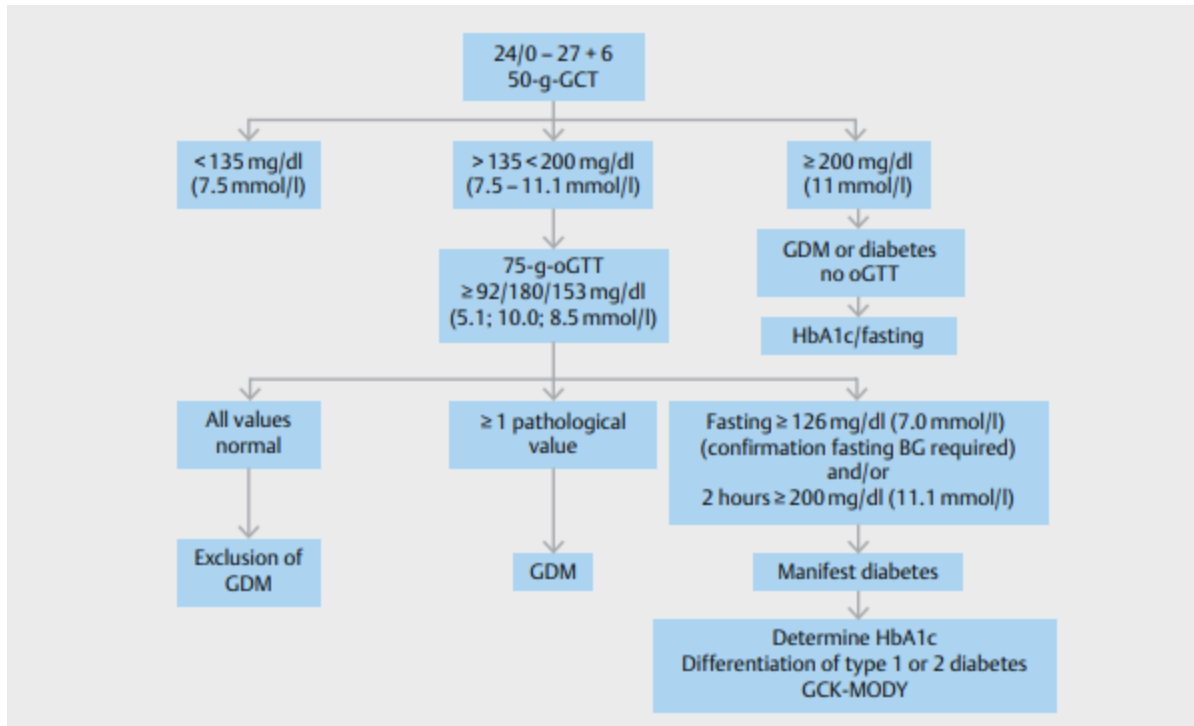 24/0 – 27 + 6
50-g-GCT
< 135 mg/dl
(7.5 mmol/l)
> 135 < 200 mg/dl
(7.5 – 11.1 mmol/l)
≥ 200 mg/dl
(11 mmol/l)
GDM or diabetes
no oGTT
HbA1c/fasting
75-g-oGTT
≥ 92/180/153 mg/dl
(5.1; 10.0; 8.5 mmol/l)
All values
normal
≥ 1 pathological
value
Fasting ≥ 126 mg/dl (7.0 mmol/l)
(confirmation fasting BG required)
and/or
2 hours ≥ 200 mg/dl (11.1 mmol/l)
Exclusion of
GDM
GDM
Manifest diabetes
Determine HbA1c
Differentiation of type 1 or 2 diabetes
GCK-MODY